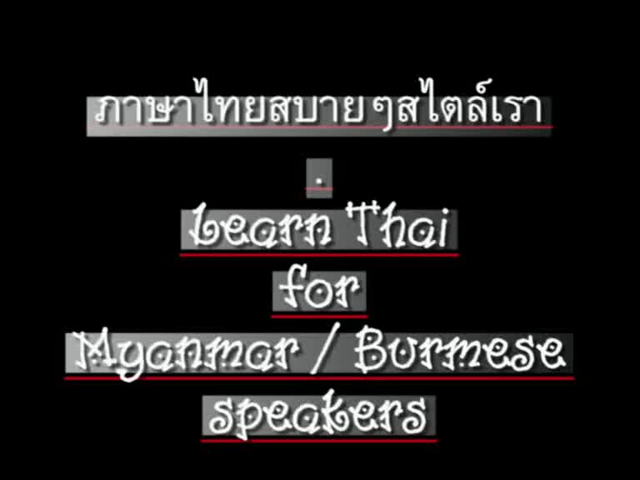 ภาษาไทยสบายๆสไตล์เรา
.
Learn Thai
for
Myanmar / Burmese
speakers